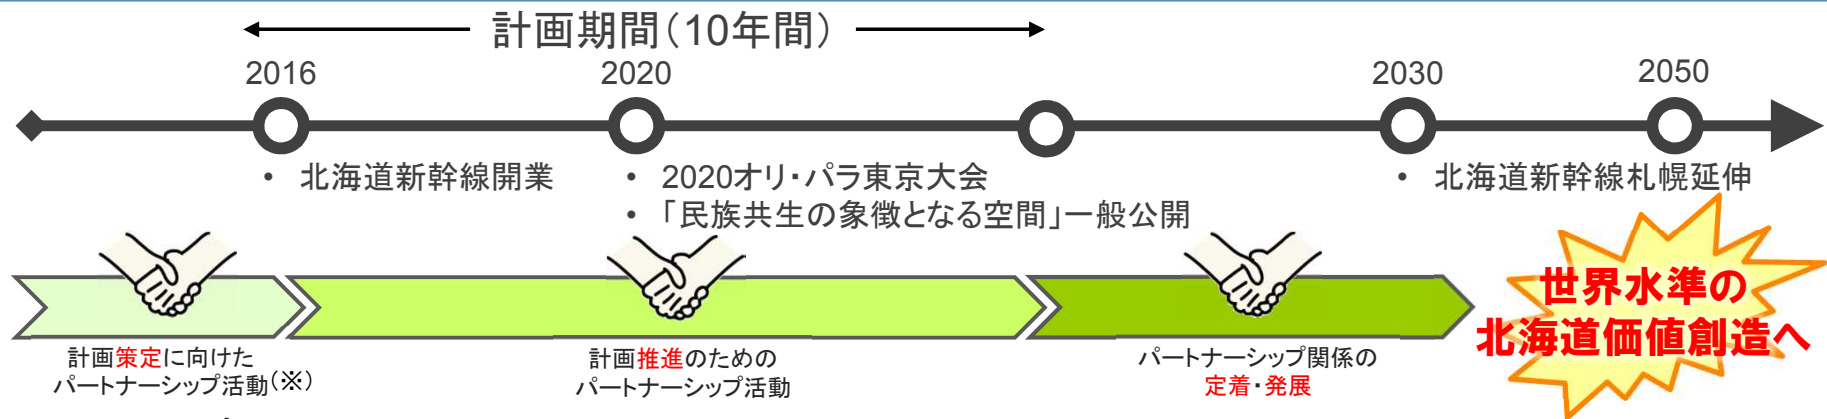 計画期間（10年間）
2016
2020
2030
2050
• 北海道新幹線開業
• 2020オリ・パラ東京大会
• 「民族共生の象徴となる空間」一般公開
• 北海道新幹線札幌延伸
計画策定に向けた
パートナーシップ活動（※）
計画推進のための
パートナーシップ活動
パートナーシップ関係の
定着・発展
世界水準の
北海道価値創造へ